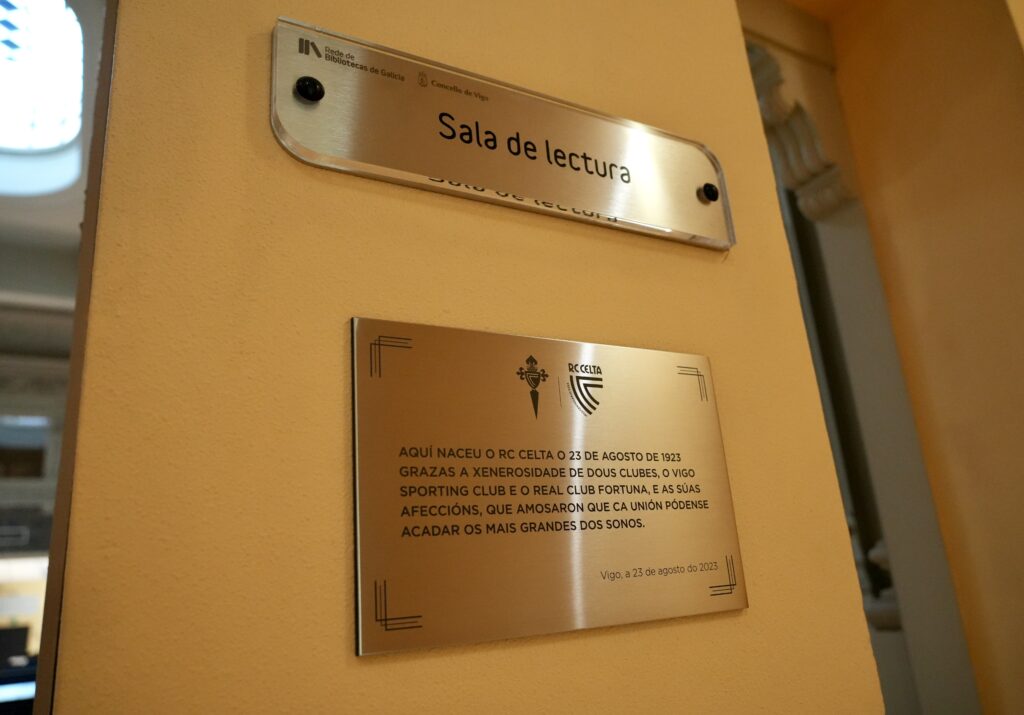 Rede de
Bibliotecas de Galicia
Concello de Vigo
Sala de lectura
RC CELTA
AQUÍ NACEU O RC CELTA O 23 DE AGOSTO DE 1923
GRAZAS A XENEROSIDADE DE DOUS CLUBES, O VIGO
SPORTING CLUB E O REAL CLUB FORTUNA, E AS SÚAS
AFECCIÓNS, QUE AMOSARON QUE CA UNIÓN PÓDENSE
ACADAR OS MAIS GRANDES DOS SONOS.
Vigo, a 23 de agosto do 2023